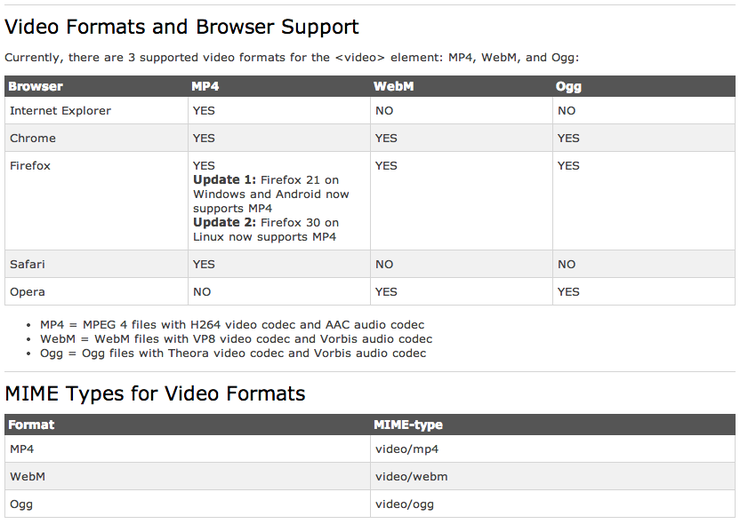 Video Formats and Browser Support
Currently, there are 3 supported video formats for the <video> element: MP4, WebM, and Ogg:
Browser MP4 WebM Ogg
Internet Explorer YES NO NO
Chrome YES YES YES
Firefox YES YES YES
Update 1: Firefox 21 on
Windows and Android now
supports MP4
Update 2: Firefox 30 on
Linux now supports MP4
Safari YES NO NO
Opera NO YES YES
• MP4 = MPEG 4 files with H264 video codec and AAC audio codec
• WebM = WebM files with VP8 video codec and Vorbis audio codec
• Ogg = Ogg files with Theora video codec and Vorbis audio codec
MIME Types for Video Formats
Format MIME-type
MP4 video/mp4
WebM video/webm
Ogg video/ogg